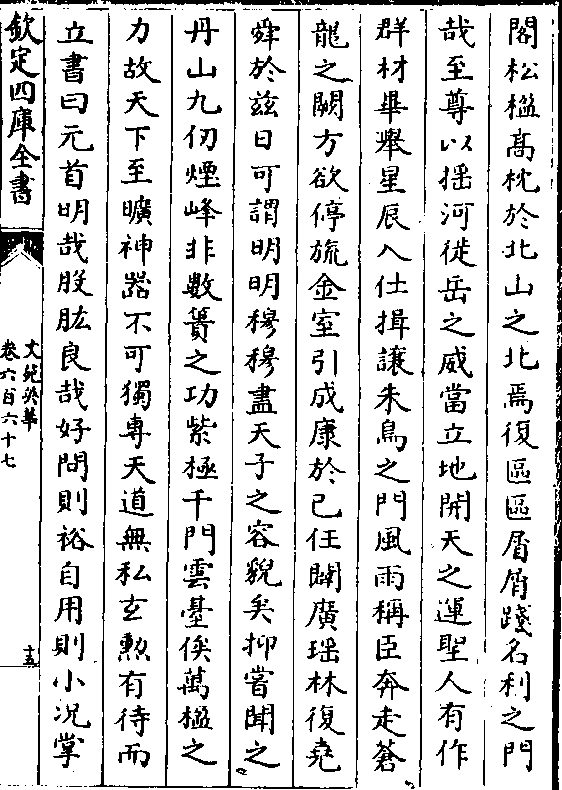 閣松檻髙枕於北山之北焉復區區屑屑踐名利之門
哉至尊以揺河徙岳之威當立地開天之運聖人有作
群材畢舉星辰入仕揖讓朱鳥之門風雨稱臣奔走蒼
龍之闕方欲停旒金室引成康於已任闢廣瑶林復堯
舜於兹日可謂明明穆穆盡天子之容貌矣抑嘗聞之
丹山九仞煙峰非數簣之功紫極千門雲臺俟萬楹之
力故天下至曠神器不可獨專天道無私玄勲有待而
立書曰元首明哉股肱良哉好問則裕自用則小况掌
欽定四庫全書
文苑英華
卷六百六十七
十五